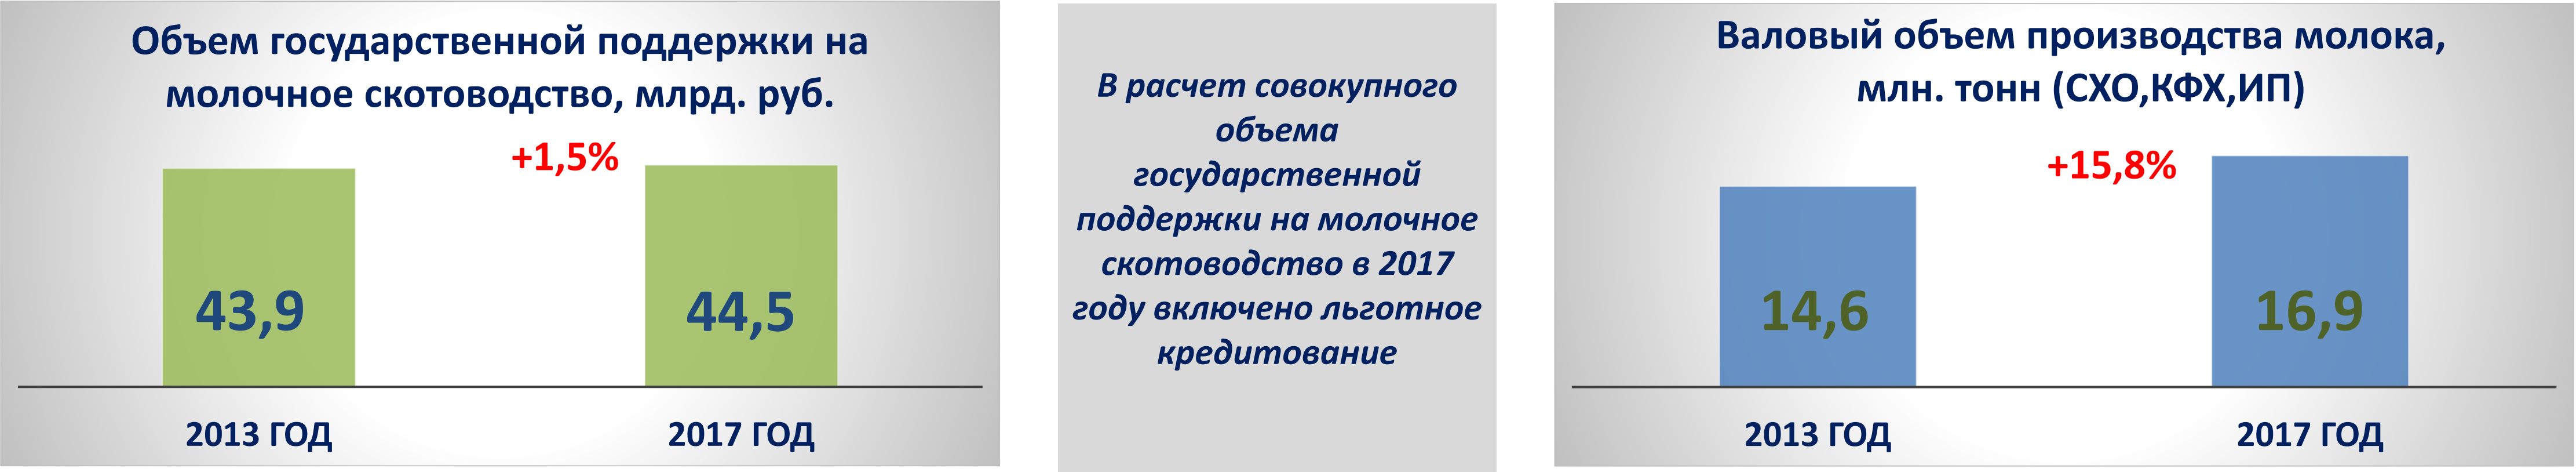 Объем государственной поддержки на
молочное скотоводство, млрд. руб.
+1,5%
43,9
44,5
2013 ГОД
2017 ГОД
В расчет совокупного
объема
государственной
поддержки на молочное
скотоводство в 2017
году включено льготное
кредитование
Валовый объем производства молока,
млн. тонн (СХО,КФХ,ИП)
+15,8%
14,6
16,9
2013 ГОД
2017 ГОД